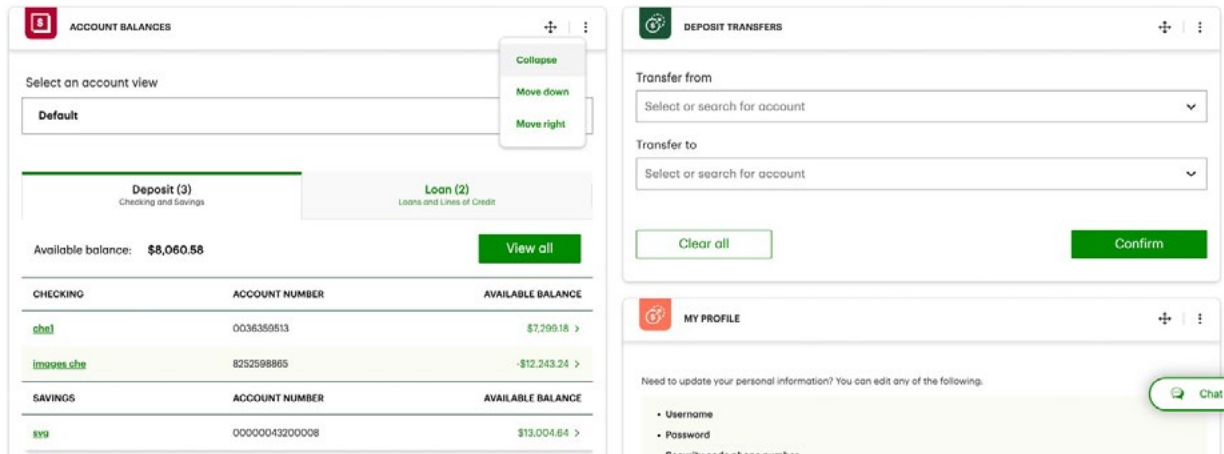 ACCOUNT BALANCES
Collapse
Move down
Move right
Select an account view
Default
Deposit (3)
Checking and Savings
Loan (2)
Loans and Lines of Credit
Available balance: $8,060.58
View all
CHECKING ACCOUNT NUMBER AVAILABLE BALANCE
che1 0036359513 $7,299.18 >
images che 8252598865 -$12,243.24 >
SAVINGS ACCOUNT NUMBER AVAILABLE BALANCE
svg 00000043200008 $13,004.64 >
DEPOSIT TRANSFERS
Transfer from
Select or search for account
Transfer to
Select or search for account
Clear all
Confirm
MY PROFILE
Need to update your personal information? You can edit any of the following.
• Username
• Password
• Security code phone number
Chat